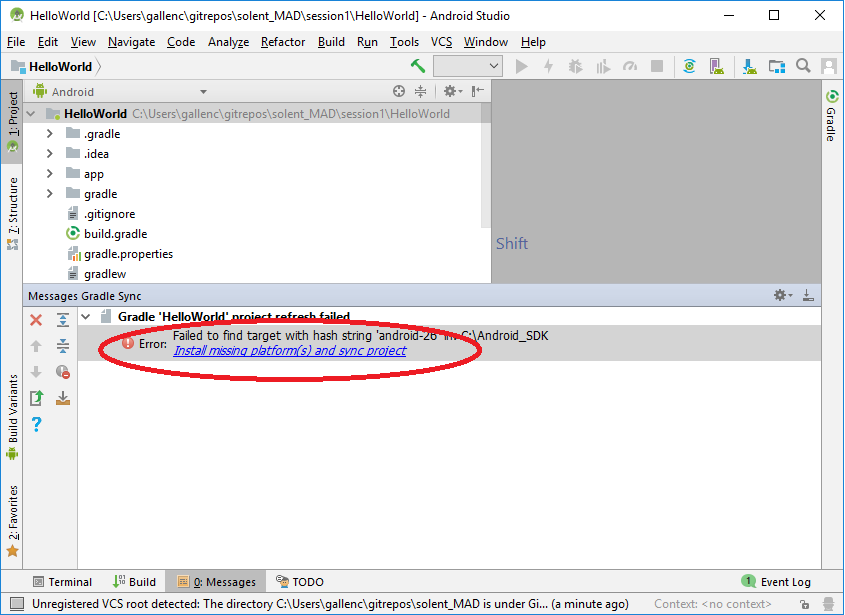 HelloWorld [C:\Users\gallenc\gitrepos\solent_MAD\session1\HelloWorld] - Android Studio
File Edit View Navigate Code Analyze Refactor Build Run Tools VCS Window Help
HelloWorld
Android
HelloWorld C:\Users\gallenc\gitrepos\solent_MAD\session1\HelloWorld
.gradle
.idea
app
gradle
.gitignore
build.gradle
gradle.properties
gradlew
1: Project
7: Structure
Build Variants
2: Favorites
Gradle
Shift
Messages Gradle Sync
Gradle 'HelloWorld' project refresh failed
Error:
Failed to find target with hash string 'android-26' in: C:\Android_SDK
Install missing platform(s) and sync project
Terminal Build 0: Messages TODO 1 Event Log
Unregistered VCS root detected: The directory C:\Users\gallenc\gitrepos\solent_MAD is under Gi... (a minute ago) Context: <no context>